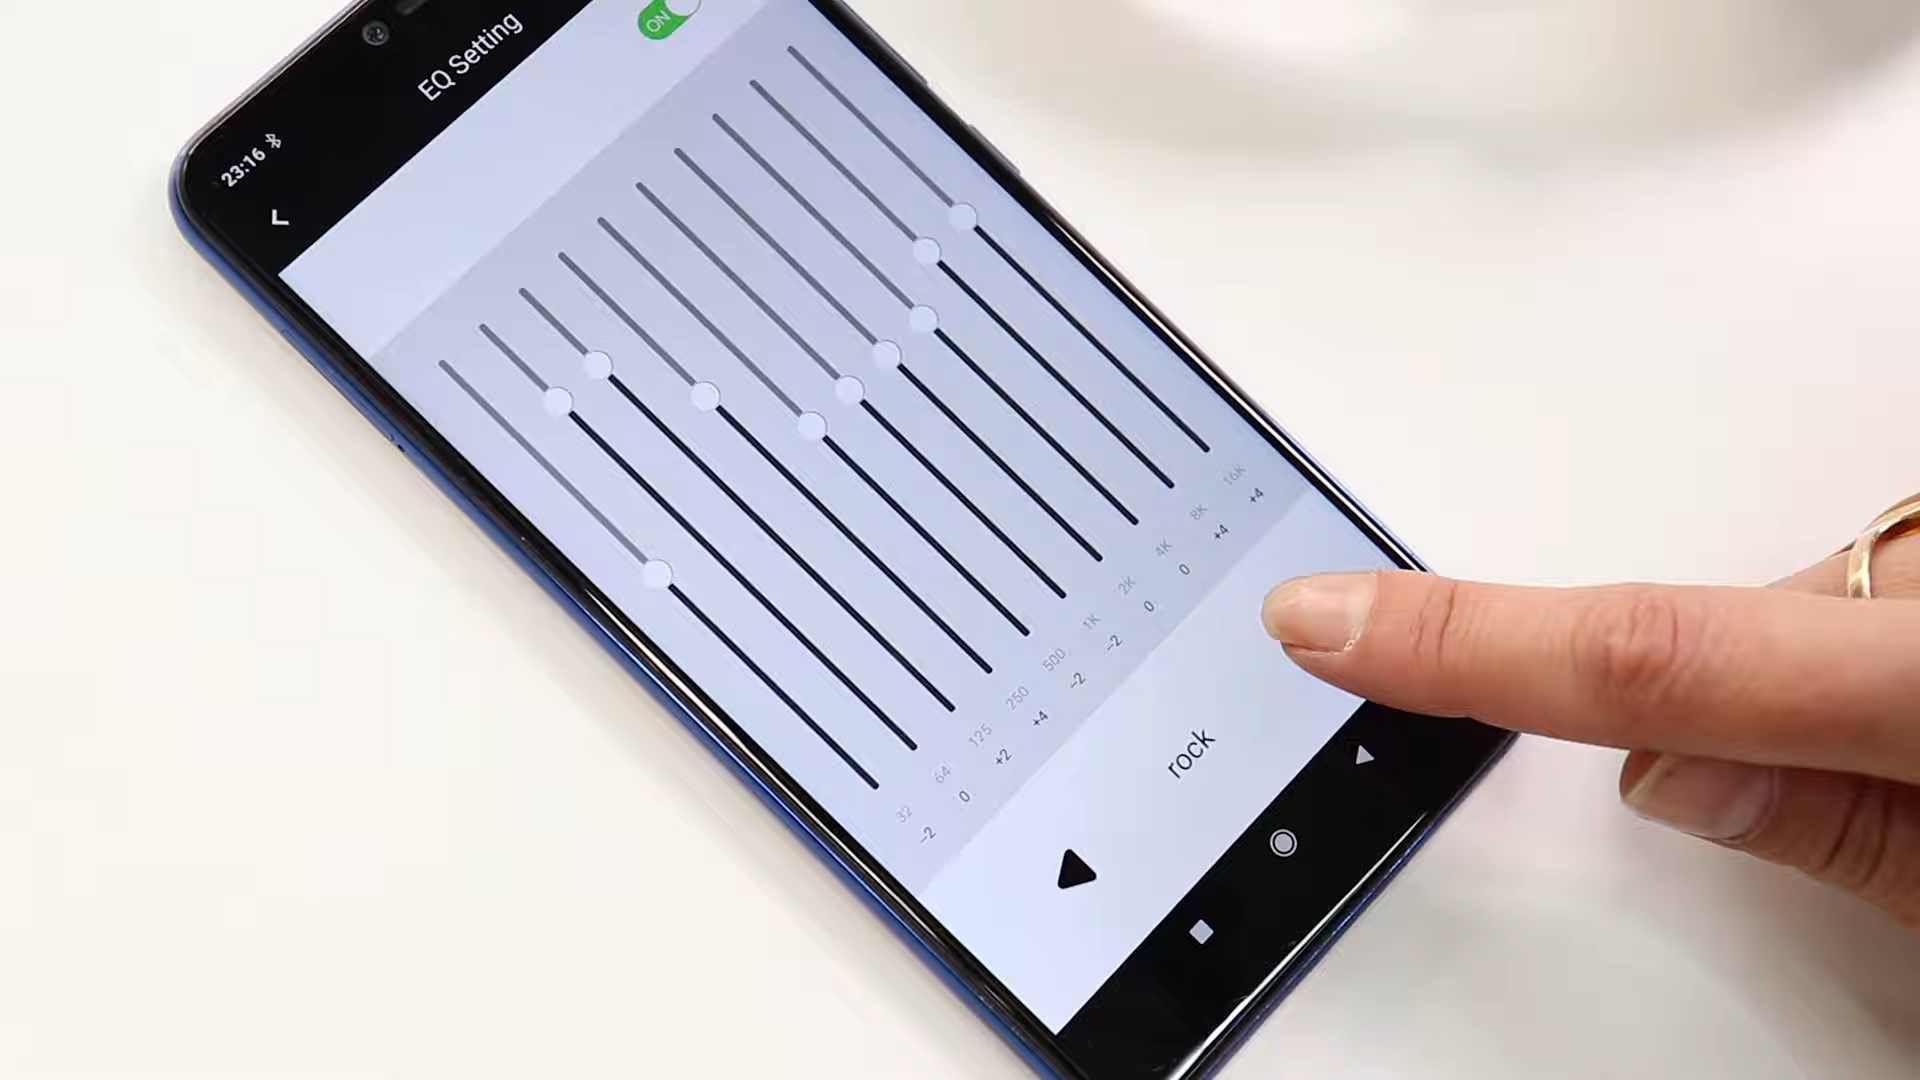 23:16
EQ Setting
ON
32 64 125 250 500 1K 2K 4K 8K 16K
−2 0 +2 +4 −2 −2 0 0 +4 +4
rock